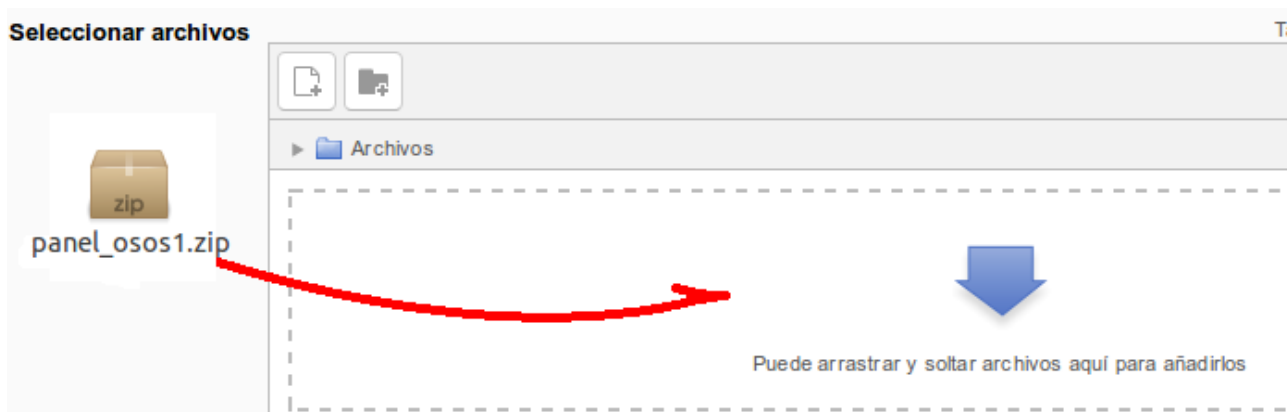 Seleccionar archivos
Archivos
zip
panel_osos1.zip
Puede arrastrar y soltar archivos aquí para añadirlos